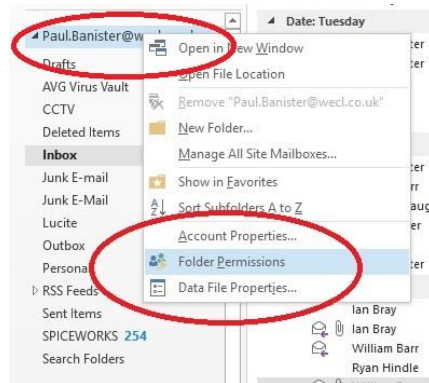 Date: Tuesday
Paul.Banister@w
Open in New Window
Drafts
Open File Location
AVG Virus Vault
CCTV
Remove "Paul.Banister@wecl.co.uk"
Deleted Items
New Folder...
Inbox
Manage All Site Mailboxes...
Junk E-mail
Show in Favorites
Junk E-Mail
Sort Subfolders A to Z
Lucite
Account Properties...
Outbox
Folder Permissions
Persona
RSS Feeds
Data File Properties...
Sent Items
Ian Bray
SPICEWORKS 254
Ian Bray
Search Folders
William Barr
Ryan Hindle